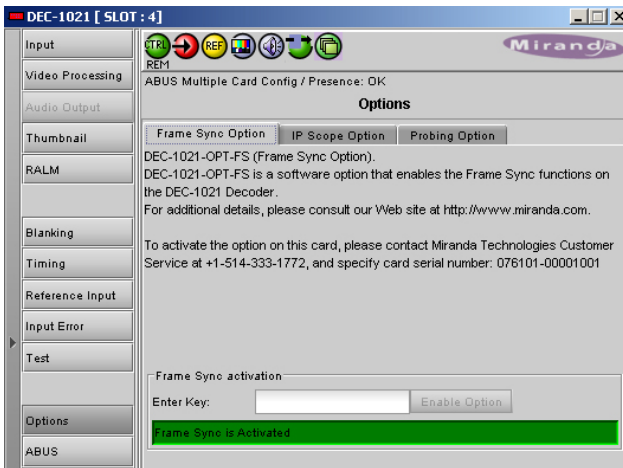 DEC-1021 [ SLOT : 4]
Input
Video Processing
Audio Output
Thumbnail
RALM
Blanking
Timing
Reference Input
Input Error
Test
Options
ABUS
CTRL
REF
REM
Miranda
ABUS Multiple Card Config / Presence: OK
Options
Frame Sync Option
IP Scope Option
Probing Option
DEC-1021-OPT-FS (Frame Sync Option).
DEC-1021-OPT-FS is a software option that enables the Frame Sync functions on
the DEC-1021 Decoder.
For additional details, please consult our Web site at http://www.miranda.com.
To activate the option on this card, please contact Miranda Technologies Customer
Service at +1-514-333-1772, and specify card serial number: 076101-00001001
Frame Sync activation
Enter Key:
Enable Option
Frame Sync is Activated